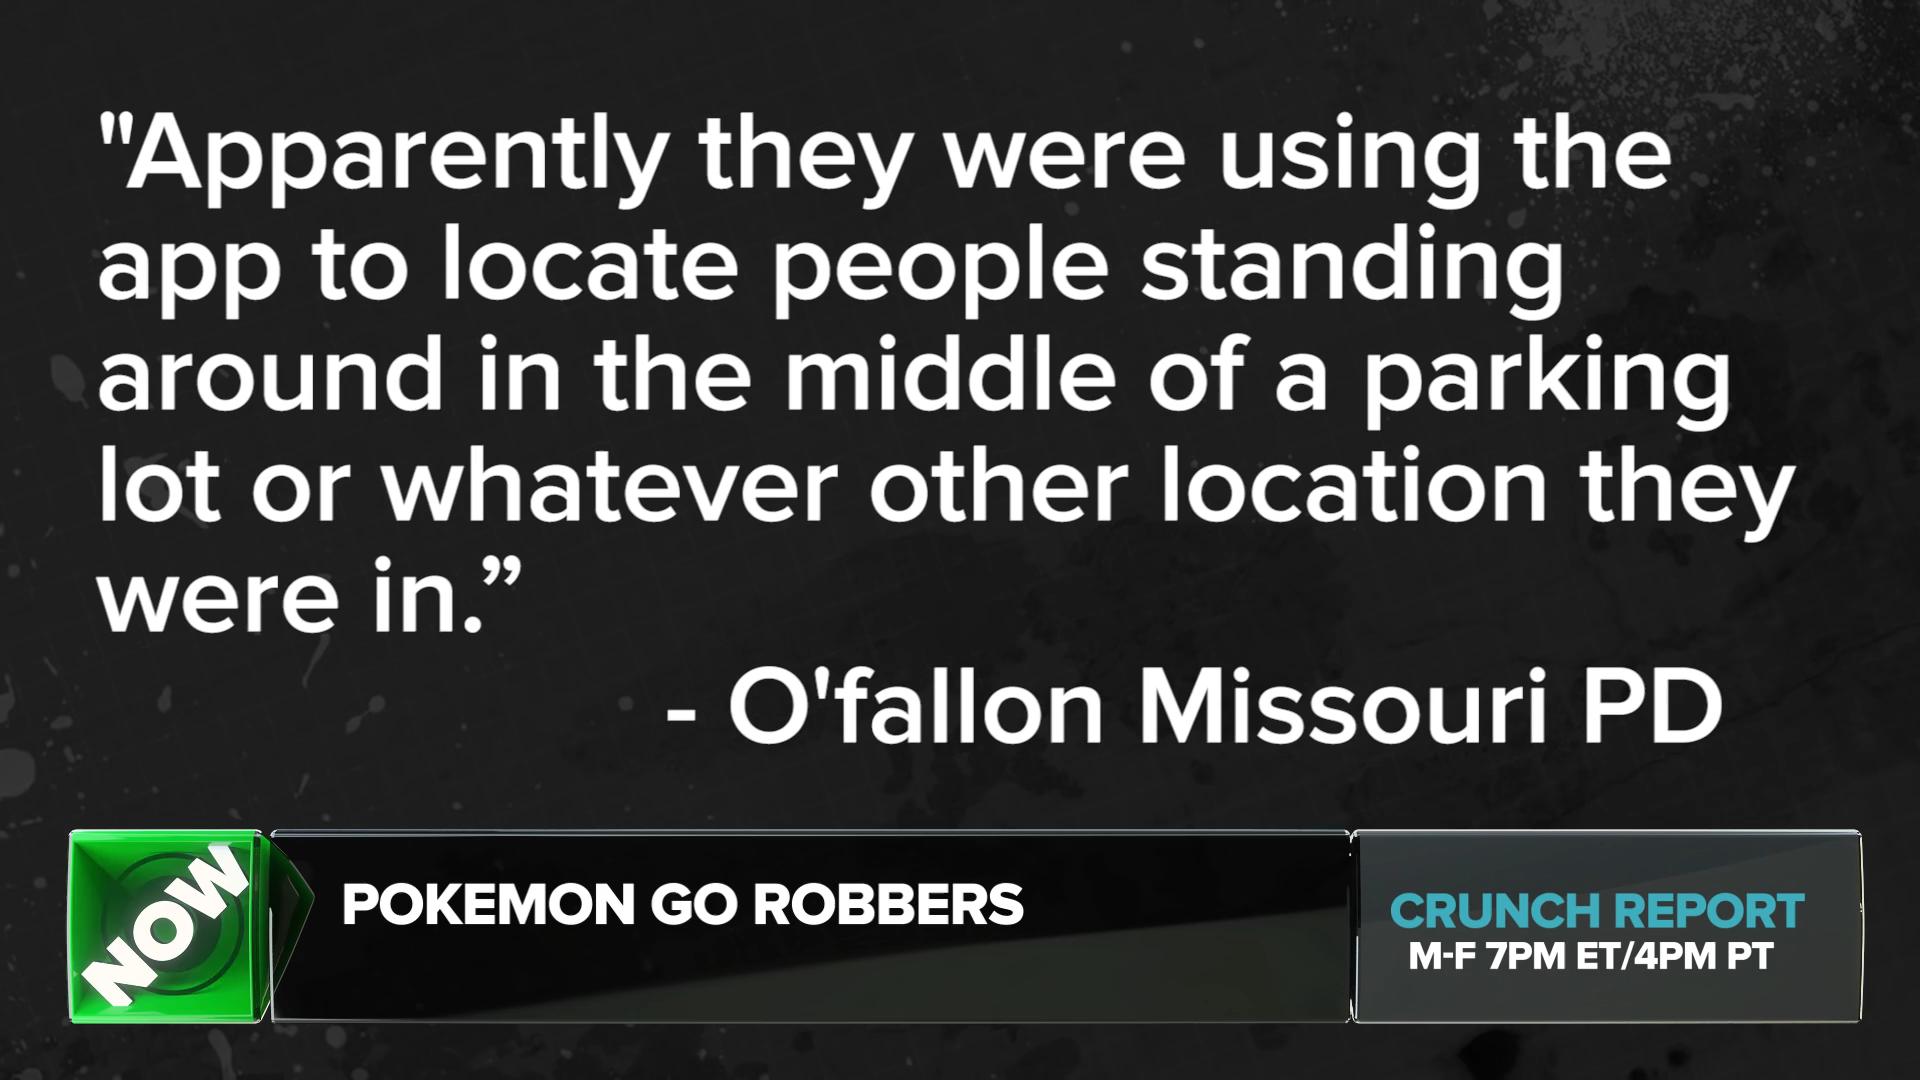 "Apparently they were using the
app to locate people standing
around in the middle of a parking
lot or whatever other location they
were in.”
- O'fallon Missouri PD
NOW
POKEMON GO ROBBERS
CRUNCH REPORT
M-F 7PM ET/4PM PT